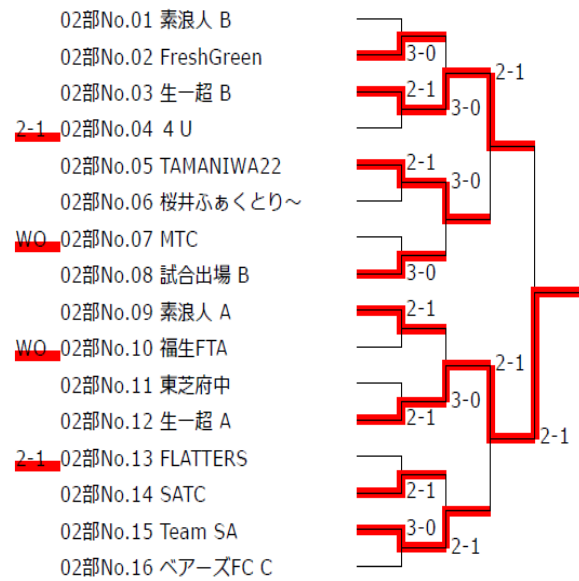 02部No.01 素浪人 B
02部No.02 FreshGreen
3-0
02部No.03 生一超 B
2-1
3-0
2-1
2-1 02部No.04 4U
02部No.05 TAMANIWA22
2-1
3-0
02部No.06 桜井ふぁくとり～
WO 02部No.07 MTC
02部No.08 試合出場 B
3-0
02部No.09 素浪人 A
2-1
WO 02部No.10 福生FTA
2-1
02部No.11 東芝府中
3-0
02部No.12 生一超 A
2-1
2-1
2-1 02部No.13 FLATTERS
02部No.14 SATC
2-1
02部No.15 Team SA
3-0
2-1
02部No.16 ベアーズFC C